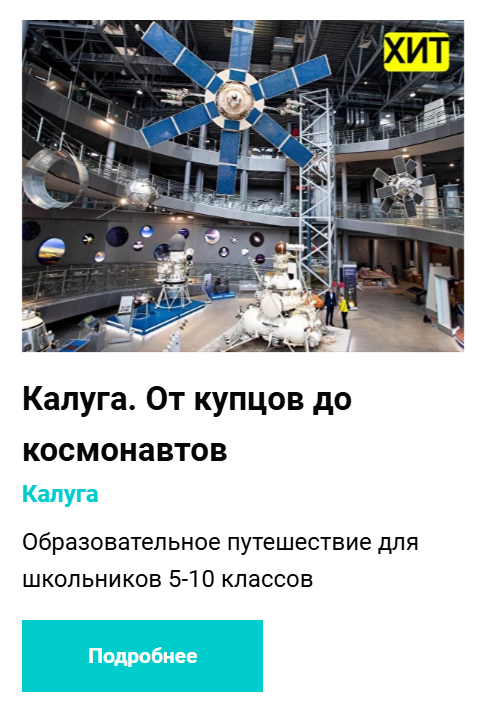 ХИТ
Калуга. От купцов до
космонавтов
Калуга
Образовательное путешествие для
школьников 5-10 классов
Подробнее